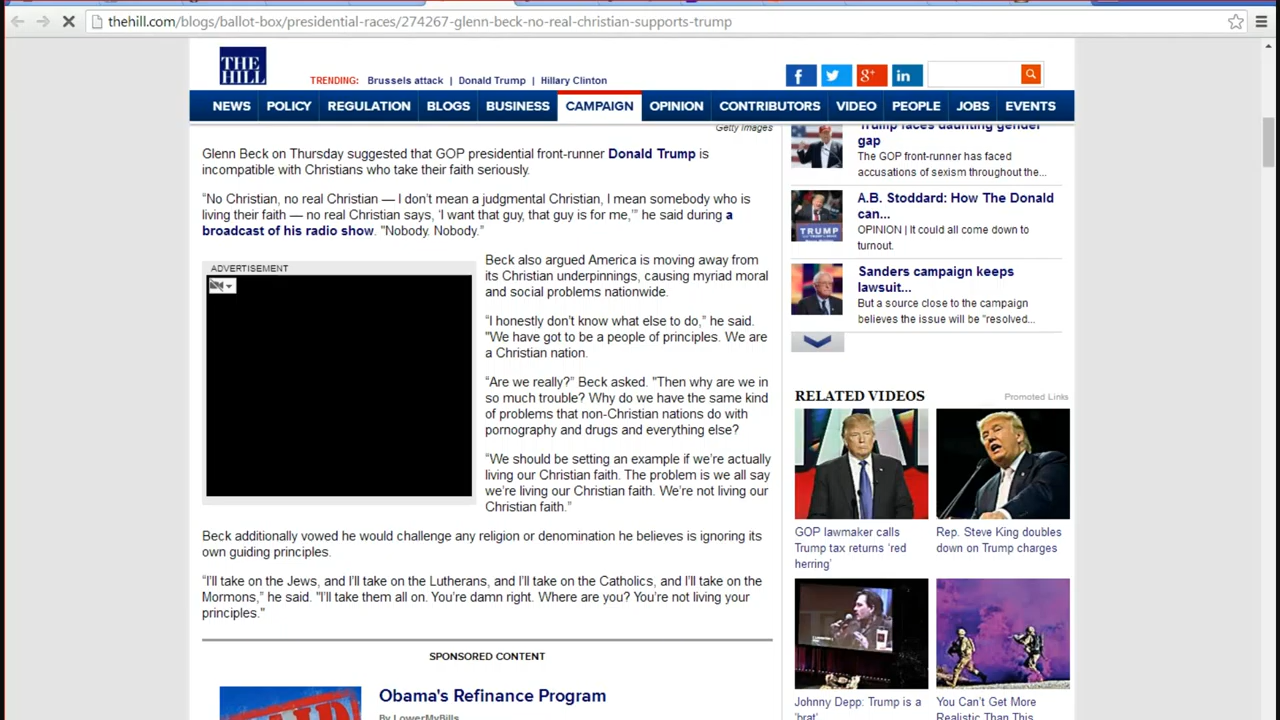 thehill.com/blogs/ballot-box/presidential-races/274267-glenn-beck-no-real-christian-supports-trump
THE
HILL
TRENDING: Brussels attack | Donald Trump | Hillary Clinton
f
g+
in
NEWS POLICY REGULATION BLOGS BUSINESS CAMPAIGN OPINION CONTRIBUTORS VIDEO PEOPLE JOBS EVENTS
Getty Images
Glenn Beck on Thursday suggested that GOP presidential front-runner Donald Trump is
incompatible with Christians who take their faith seriously.
“No Christian, no real Christian — I don’t mean a judgmental Christian, I mean somebody who is
living their faith — no real Christian says, ‘I want that guy, that guy is for me,’” he said during a
broadcast of his radio show. "Nobody. Nobody.”
ADVERTISEMENT
Beck also argued America is moving away from
its Christian underpinnings, causing myriad moral
and social problems nationwide.
“I honestly don’t know what else to do,” he said.
"We have got to be a people of principles. We are
a Christian nation.
“Are we really?” Beck asked. "Then why are we in
so much trouble? Why do we have the same kind
of problems that non-Christian nations do with
pornography and drugs and everything else?
“We should be setting an example if we’re actually
living our Christian faith. The problem is we all say
we’re living our Christian faith. We’re not living our
Christian faith.”
Beck additionally vowed he would challenge any religion or denomination he believes is ignoring its
own guiding principles.
“I’ll take on the Jews, and I’ll take on the Lutherans, and I’ll take on the Catholics, and I’ll take on the
Mormons,” he said. "I’ll take them all on. You’re damn right. Where are you? You’re not living your
principles."
SPONSORED CONTENT
Obama's Refinance Program
By LowerMyBills
Trump faces daunting gender
gap
The GOP front-runner has faced
accusations of sexism throughout the...
A.B. Stoddard: How The Donald
can...
OPINION | It could all come down to
turnout.
TRUMP
Sanders campaign keeps
lawsuit...
But a source close to the campaign
believes the issue will be “resolved...
RELATED VIDEOS
Promoted Links
GOP lawmaker calls
Trump tax returns ‘red
herring’
Rep. Steve King doubles
down on Trump charges
Johnny Depp: Trump is a
‘brat’
You Can’t Get More
Realistic Than This